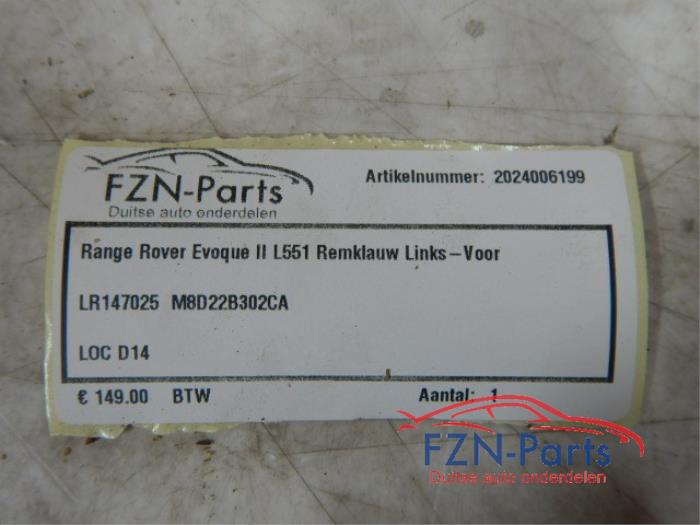 FZN-Parts
Duitse auto onderdelen
Artikelnummer: 2024006199
Range Rover Evoque II L551 Remklauw Links-Voor
LR147025 M8D22B302CA
LOC D14
€ 149.00 BTW Aantal: 1
FZN-Parts
Duitse auto onderdelen